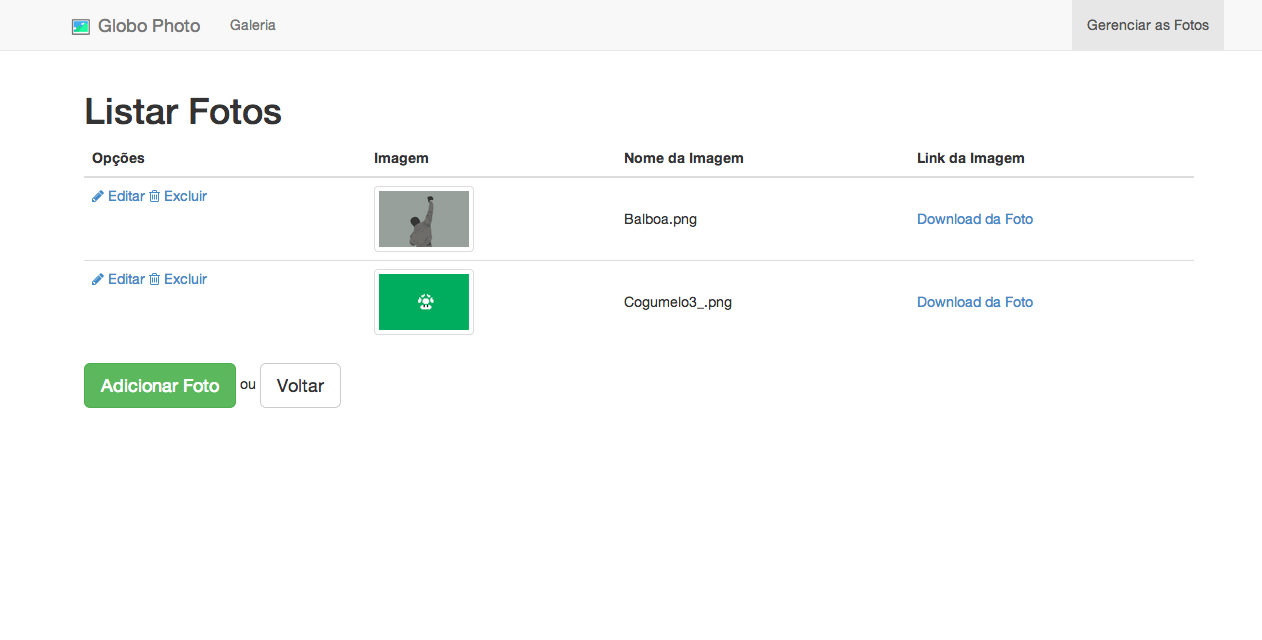 Globo Photo Galeria Gerenciar as Fotos
Listar Fotos
Opções Imagem Nome da Imagem Link da Imagem
Editar Excluir Balboa.png Download da Foto
Editar Excluir Cogumelo3_.png Download da Foto
Adicionar Foto ou Voltar